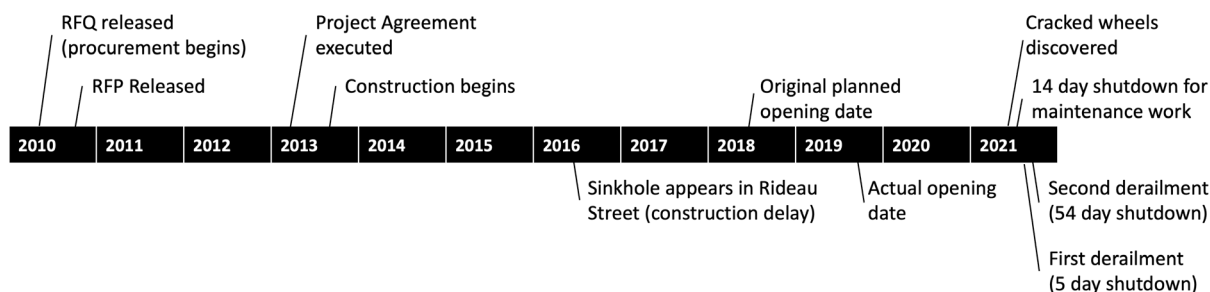 RFQ released
(procurement begins)
RFP Released
Project Agreement
executed
Construction begins
Original planned
opening date
Cracked wheels
discovered
14 day shutdown for
maintenance work
2010 2011 2012 2013 2014 2015 2016 2017 2018 2019 2020 2021
Sinkhole appears in Rideau
Street (construction delay)
Actual opening
date
Second derailment
(54 day shutdown)
First derailment
(5 day shutdown)